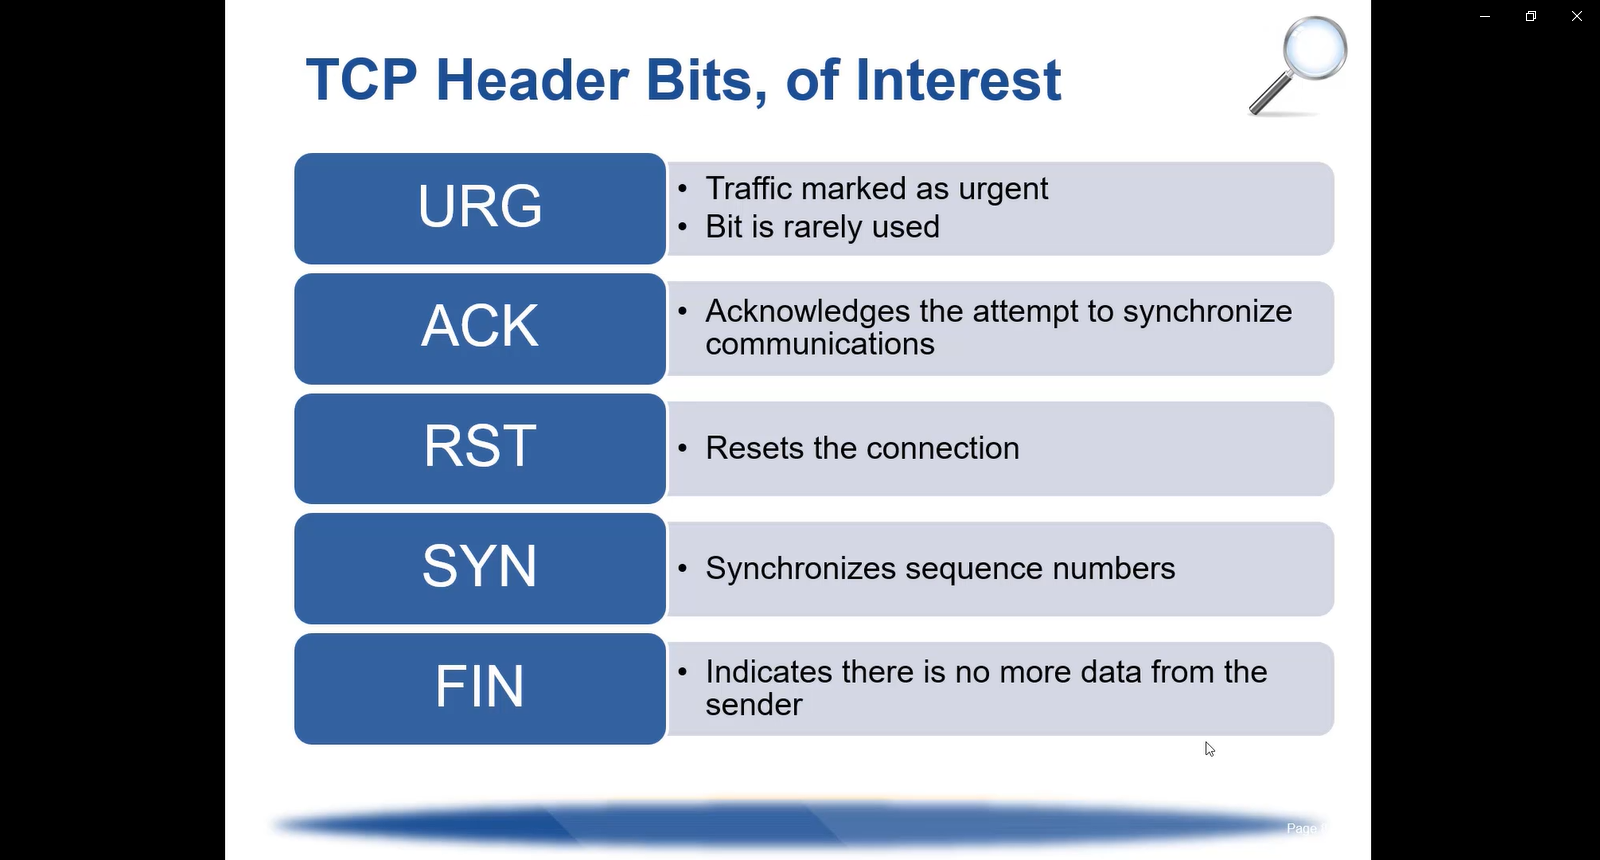 TCP Header Bits, of Interest
URG
• Traffic marked as urgent
• Bit is rarely used
ACK
• Acknowledges the attempt to synchronize
communications
RST
• Resets the connection
SYN
• Synchronizes sequence numbers
FIN
• Indicates there is no more data from the
sender
Page